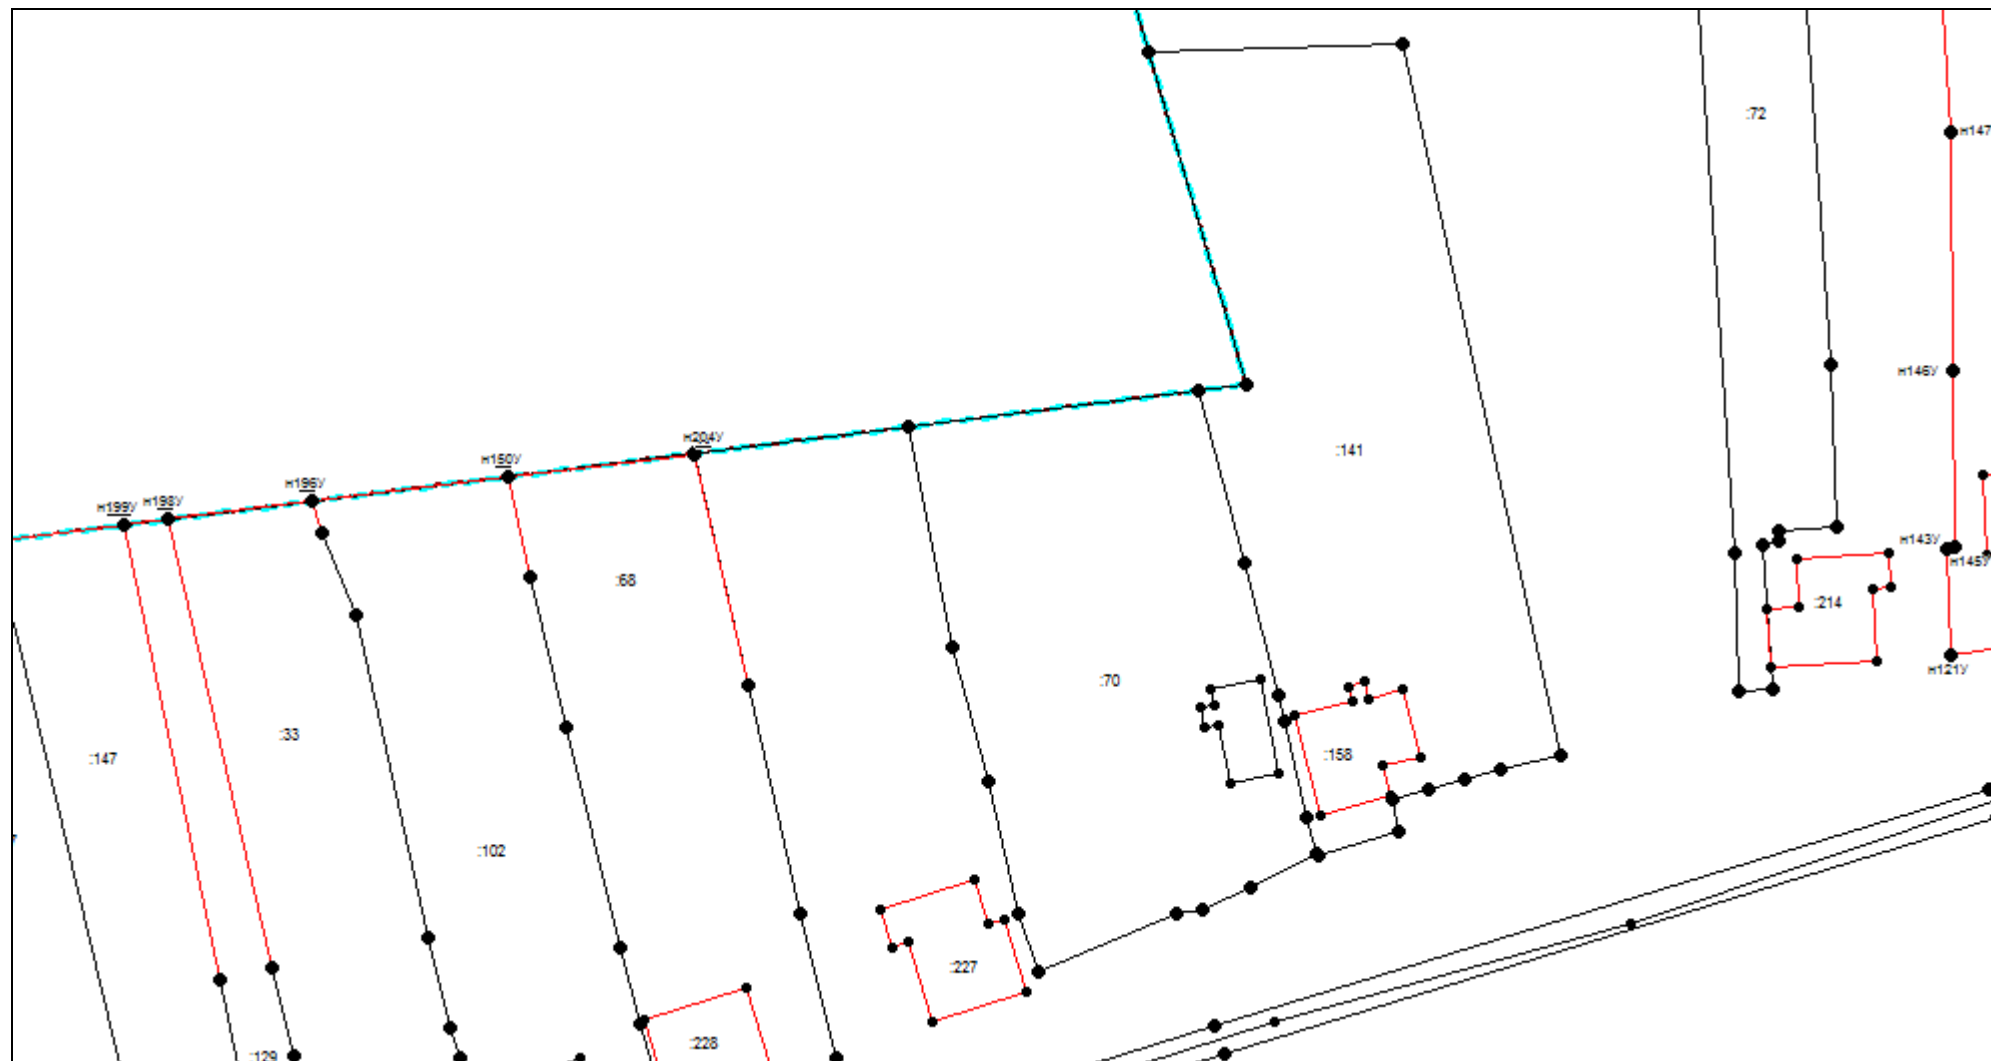 :72
н147
н146У
н204У
:141
н150У
н196У
н199У
н198У
н143У
н145У
:68
:214
н121У
:70
:33
:158
:147
:102
:227
:228
:129